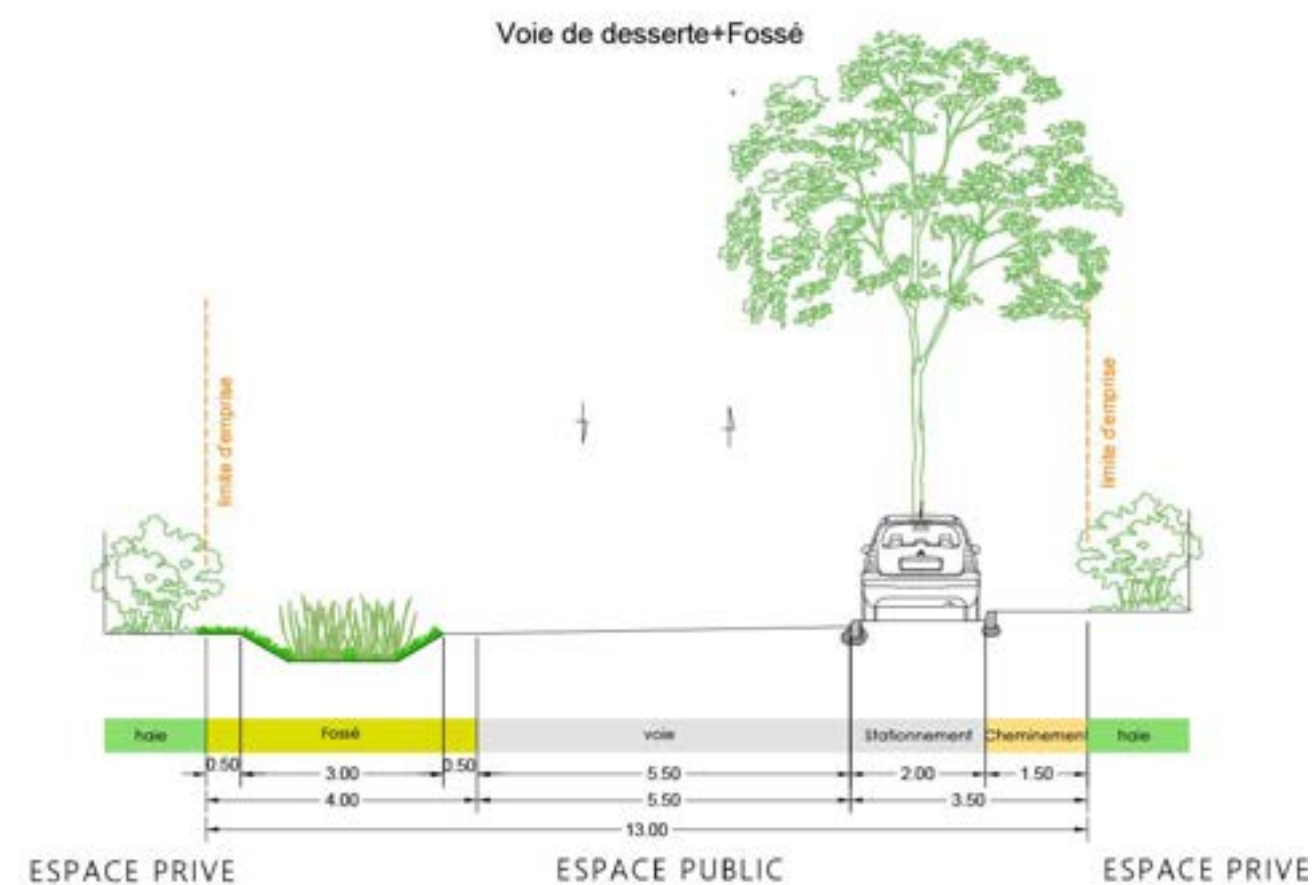 Voie de desserte+Fossé
limite d'emprise
limite d'emprise
haie Fossé voie Stationnement Cheminement haie
0.50 3.00 0.50 5.50 2.00 1.50
4.00 5.50 3.50
13.00
ESPACE PRIVE ESPACE PUBLIC ESPACE PRIVE